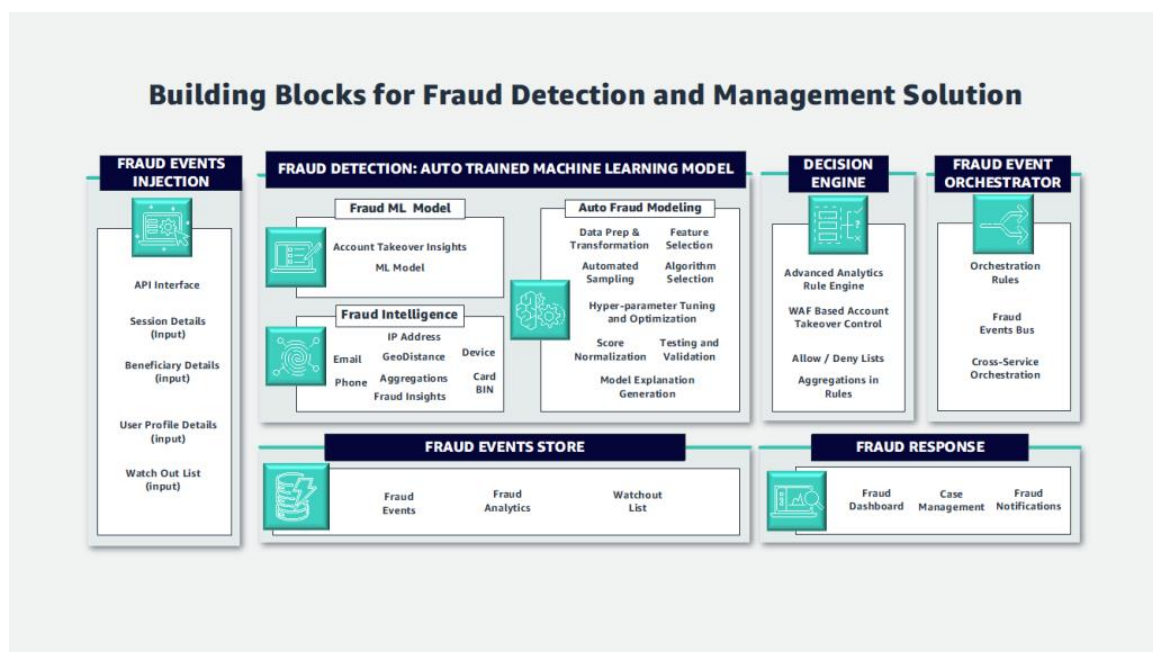 Building Blocks for Fraud Detection and Management Solution
FRAUD EVENTS
INJECTION
API Interface
Session Details
(Input)
Beneficiary Details
(input)
User Profile Details
(input)
Watch Out List
(input)
FRAUD DETECTION: AUTO TRAINED MACHINE LEARNING MODEL
Fraud ML Model
Account Takeover Insights
ML Model
Fraud Intelligence
IP Address
Email
GeoDistance
Device
Phone
Aggregations
Card
BIN
Fraud Insights
Auto Fraud Modeling
Data Prep &
Transformation
Feature
Selection
Automated
Sampling
Algorithm
Selection
Hyper-parameter Tuning
and Optimization
Score
Normalization
Testing and
Validation
Model Explanation
Generation
DECISION
ENGINE
Advanced Analytics
Rule Engine
WAF Based Account
Takeover Control
Allow / Deny Lists
Aggregations in
Rules
FRAUD EVENT
ORCHESTRATOR
Orchestration
Rules
Fraud
Events Bus
Cross-Service
Orchestration
FRAUD EVENTS STORE
Fraud
Events
Fraud
Analytics
Watchout
List
FRAUD RESPONSE
Fraud
Dashboard
Case
Management
Fraud
Notifications